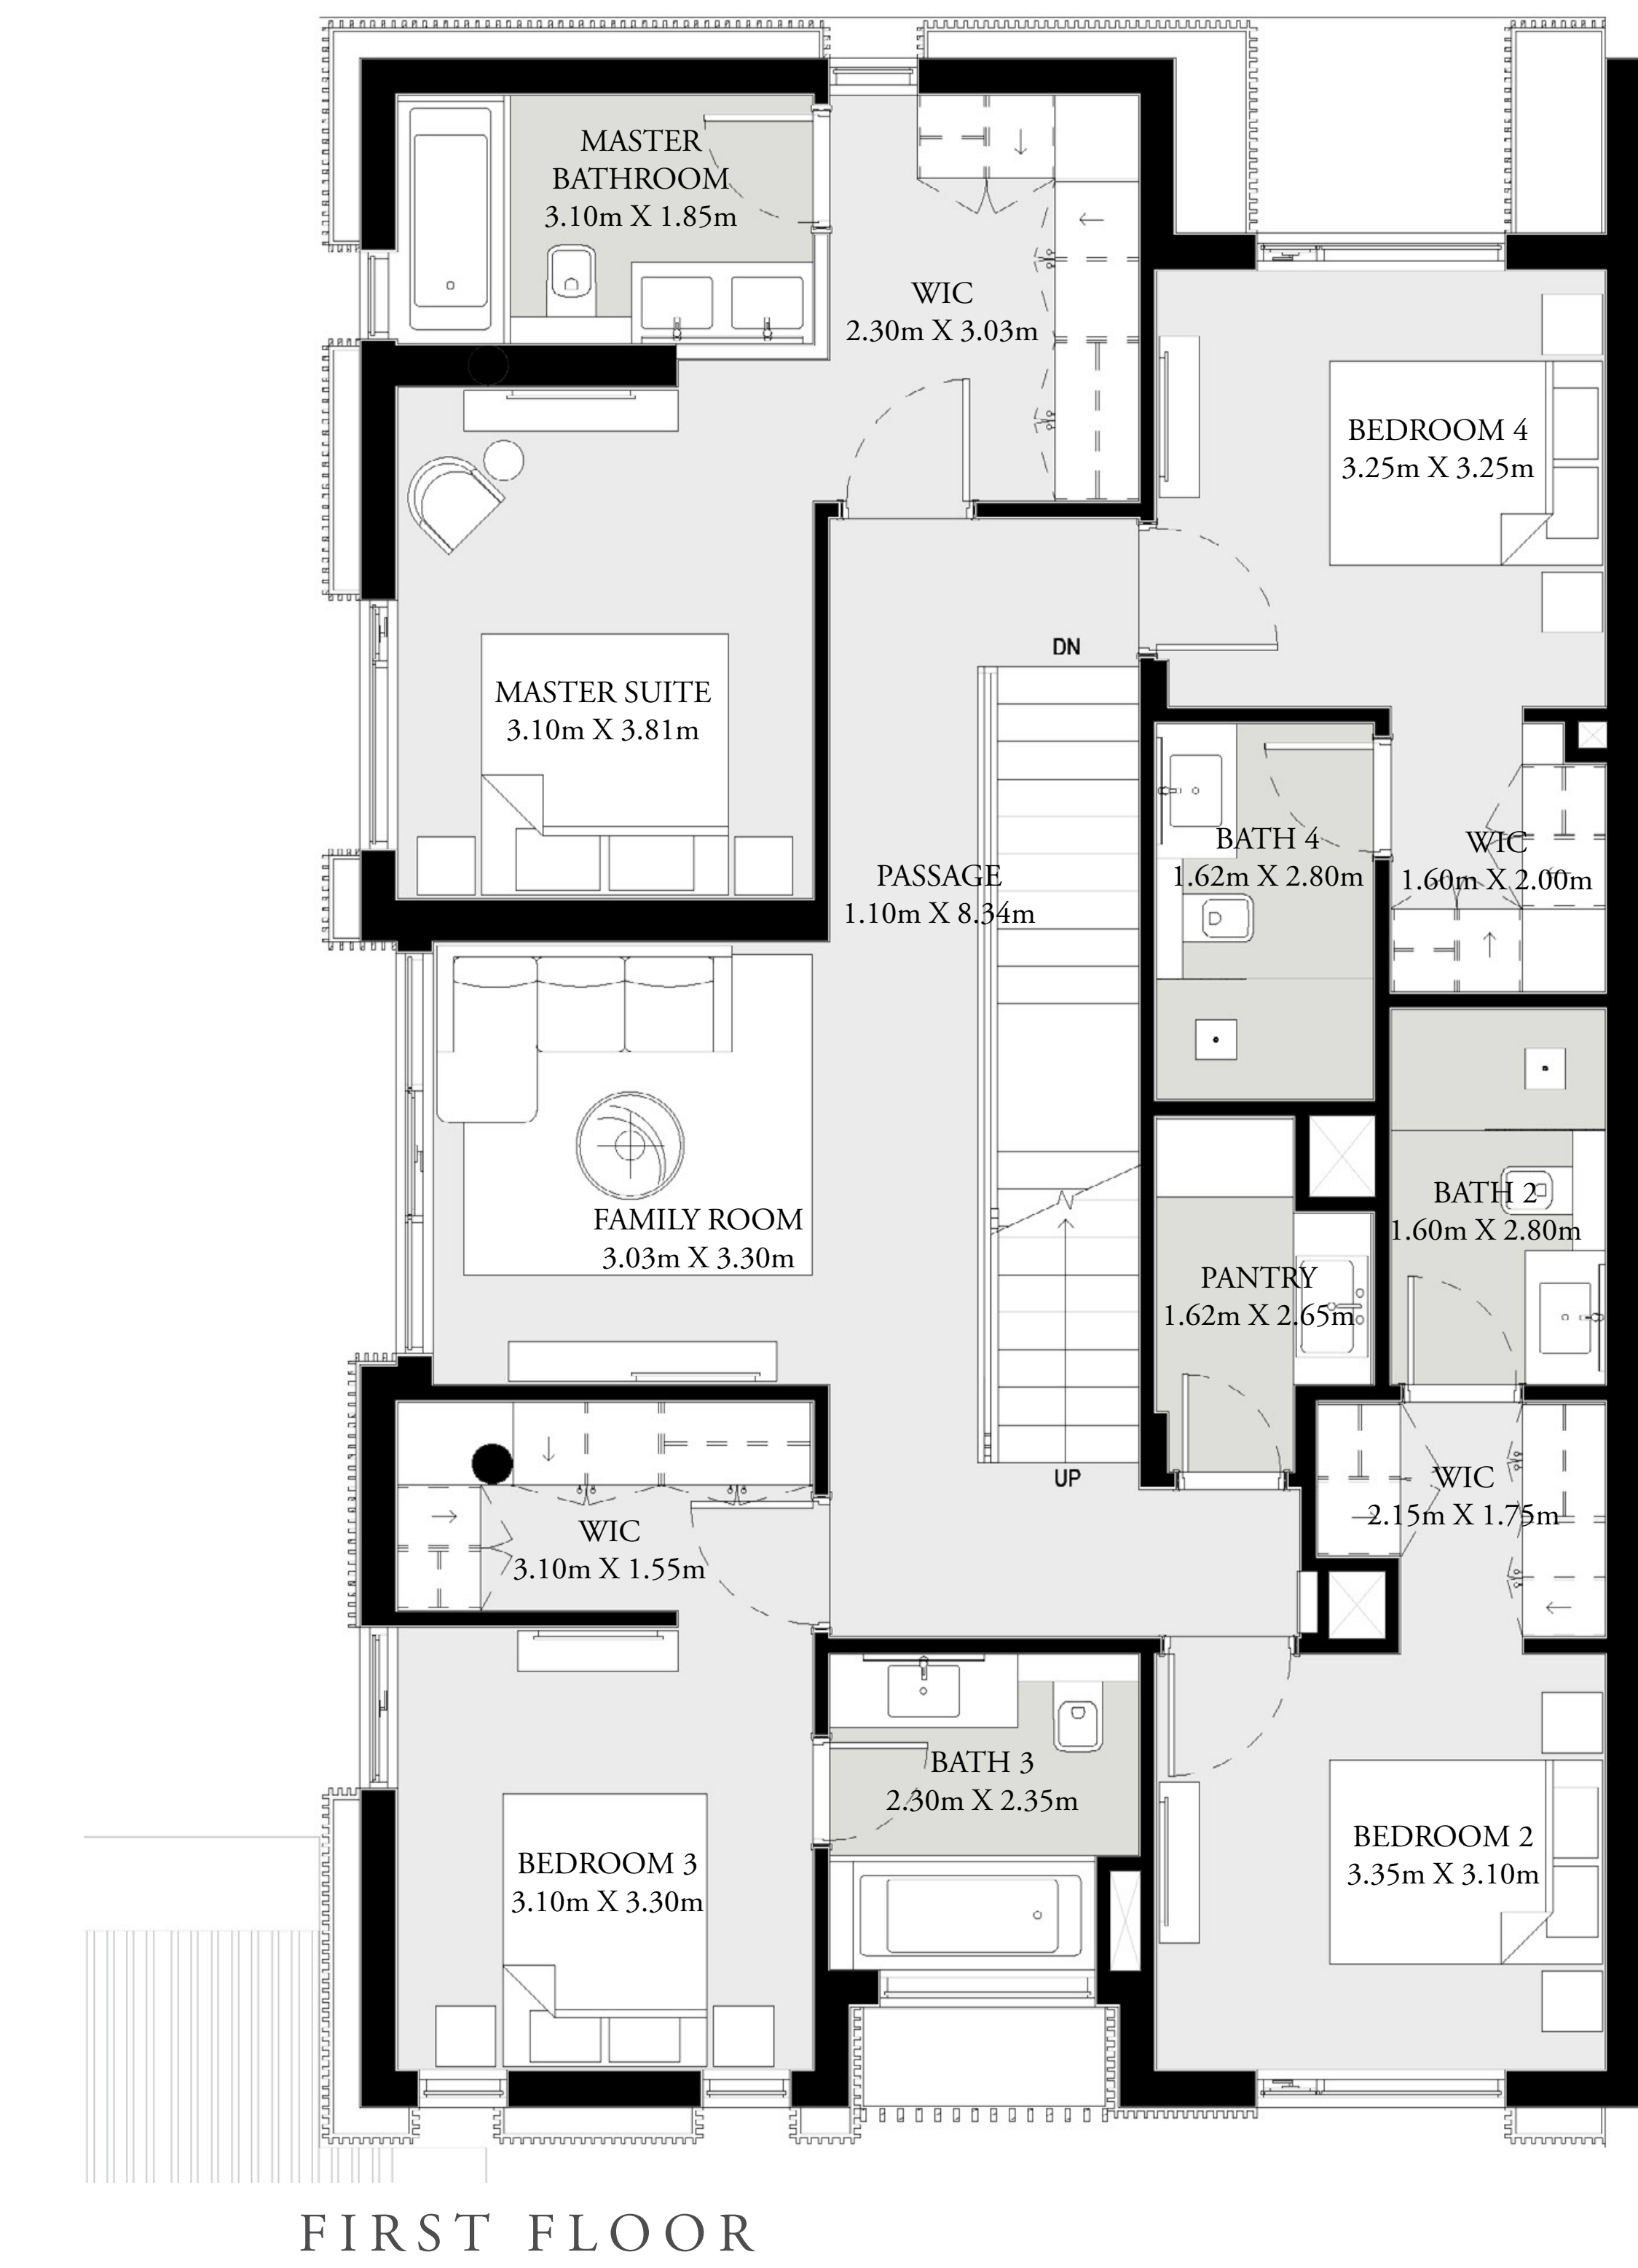 MASTER
BATHROOM
3.10m X 1.85m
WIC
2.30m X 3.03m
BEDROOM 4
3.25m X 3.25m
DN
MASTER SUITE
3.10m X 3.81m
PASSAGE
1.10m X 8.34m
BATH 4
1.62m X 2.80m
WIC
1.60m X 2.00m
FAMILY ROOM
3.03m X 3.30m
BATH 2
1.60m X 2.80m
PANTRY
1.62m X 2.65m
UP
WIC
2.15m X 1.75m
WIC
3.10m X 1.55m
BATH 3
2.30m X 2.35m
BEDROOM 3
3.10m X 3.30m
BEDROOM 2
3.35m X 3.10m
FIRST FLOOR